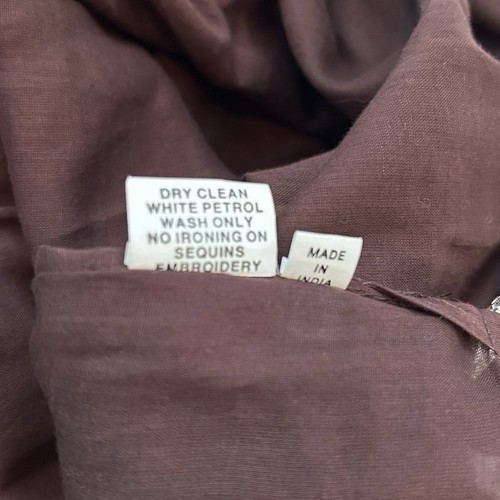 DRY CLEAN
WHITE PETROL
WASH ONLY
NO IRONING ON
SEQUINS
EMBROIDERY
MADE
IN
INDIA